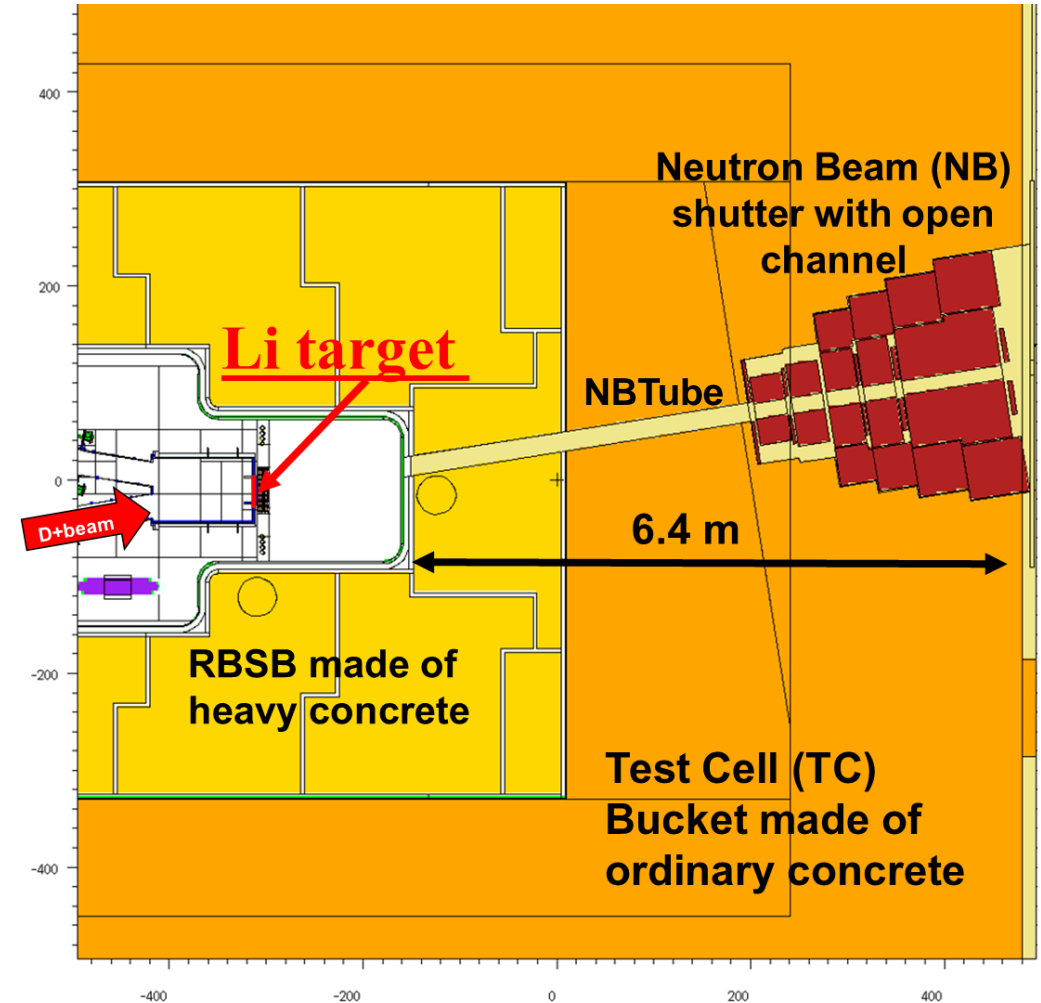 400
Neutron Beam (NB)
shutter with open
channel
200
Li target
NBTube
0
D+beam
6.4 m
-200
RBSB made of
heavy concrete
Test Cell (TC)
Bucket made of
ordinary concrete
-400
-400 -200 0 200 400